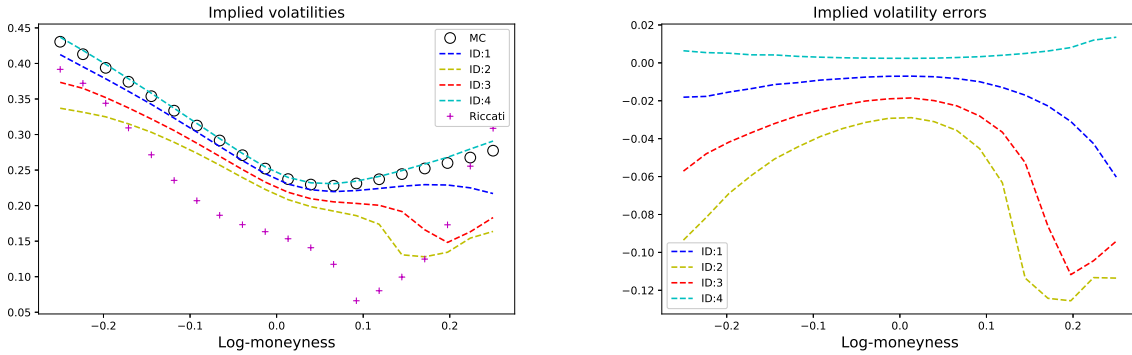 Implied volatilities
0.45
0.40
0.35
0.30
0.25
0.20
0.15
0.10
0.05
−0.2
−0.1
0.0
0.1
0.2
Log-moneyness
MC
ID:1
ID:2
ID:3
ID:4
Riccati
Implied volatility errors
0.02
0.00
−0.02
−0.04
−0.06
−0.08
−0.10
−0.12
−0.2
−0.1
0.0
0.1
0.2
Log-moneyness
ID:1
ID:2
ID:3
ID:4